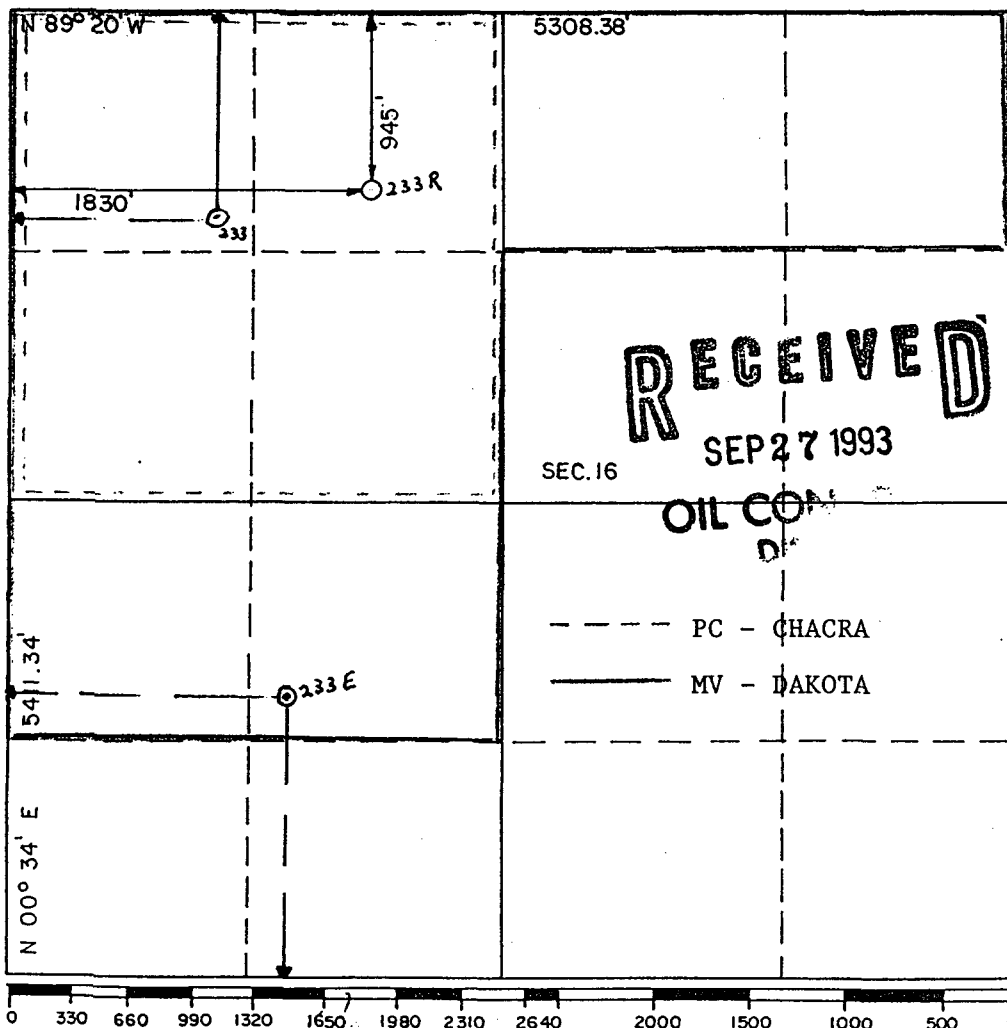 N 89° 20' W 5308.38'
945'
233 R
1830'
233
RECEIVED
SEP 27 1993
SEC. 16
OIL CON
PC - CHACRA
MV - DAKOTA
5411.34'
233 E
N 00° 34' E
0 330 660 990 1320 1650 1980 2310 2640 2000 1500 1000 500